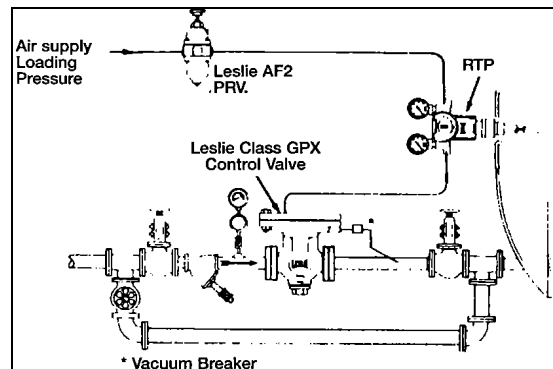 Air supply
Loading
Pressure
Leslie AF2
PRV.
RTP
Leslie Class GPX
Control Valve
*
* Vacuum Breaker